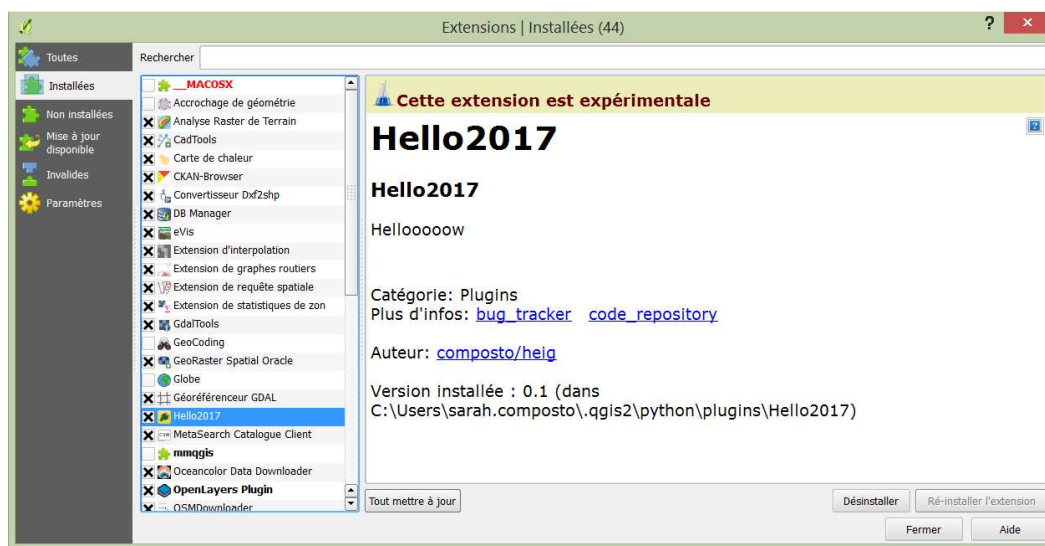 Extensions | Installées (44)
?
×
Toutes
Installées
Non installées
Mise à jour
disponible
Invalides
Paramètres
Rechercher
__MACOSX
Accrochage de géométrie
Analyse Raster de Terrain
CadTools
Carte de chaleur
CKAN-Browser
Convertisseur Dxf2shp
DB Manager
eVis
Extension d'interpolation
Extension de graphes routiers
Extension de requête spatiale
Extension de statistiques de zon
GdalTools
GeoCoding
GeoRaster Spatial Oracle
Globe
Géoréférenceur GDAL
Hello2017
MetaSearch Catalogue Client
mmqgis
Oceancolor Data Downloader
OpenLayers Plugin
OSMDownloader
Cette extension est expérimentale
Hello2017
Hello2017
Hellooooow
Catégorie: Plugins
Plus d'infos: bug_tracker code_repository
Auteur: composto/heig
Version installée : 0.1 (dans
C:\Users\sarah.composto\.qgis2\python\plugins\Hello2017)
Tout mettre à jour
Désinstaller
Ré-installer l'extension
Fermer
Aide